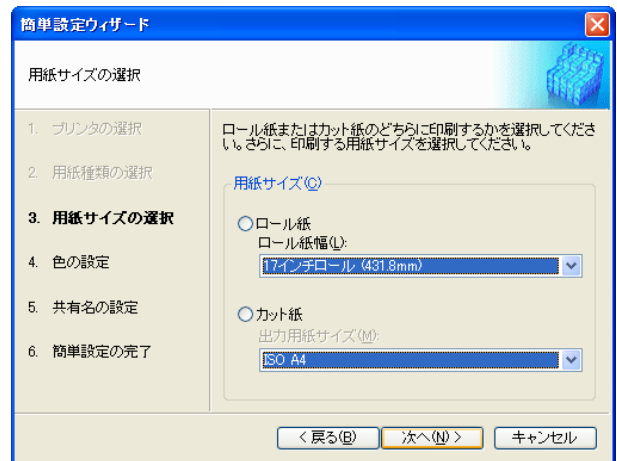 簡単設定ウィザード
用紙サイズの選択
1. プリンタの選択
2. 用紙種類の選択
3. 用紙サイズの選択
4. 色の設定
5. 共有名の設定
6. 簡単設定の完了
ロール紙またはカット紙のどちらに印刷するかを選択してくださ
い。さらに、印刷する用紙サイズを選択してください。
用紙サイズ(C)
ロール紙
ロール紙幅(L):
17インチロール (431.8mm)
カット紙
出力用紙サイズ(M):
ISO A4
< 戻る(B)
次へ(N) >
キャンセル